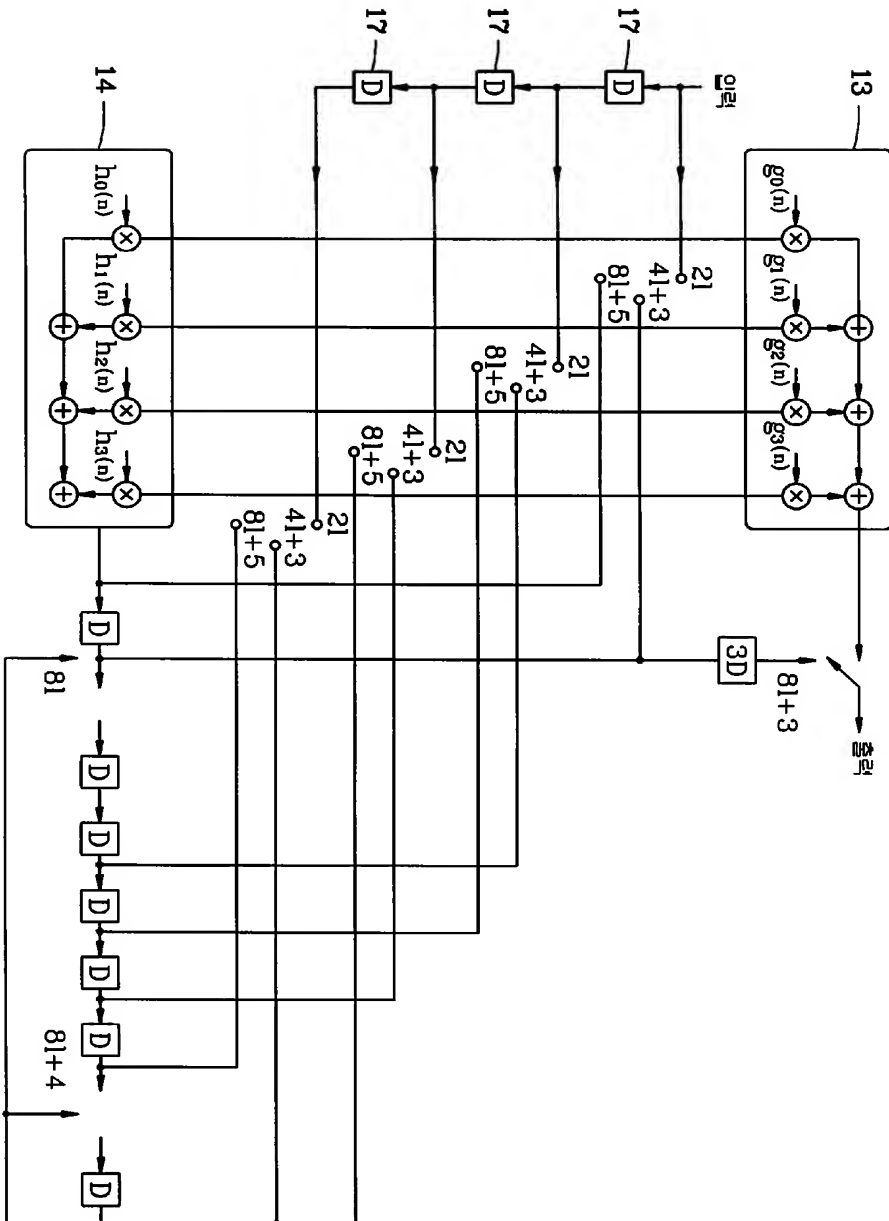 13
출력
g0(n) g1(n) g2(n) g3(n)
8l+3
입력
3D
17 D
2l
4l+3
8l+5
17 D
2l
4l+3
8l+5
17 D
2l
4l+3
8l+5
2l
4l+3
8l+5
14
h0(n) h1(n) h2(n) h3(n)
D D D D D D D
8l 8l+4